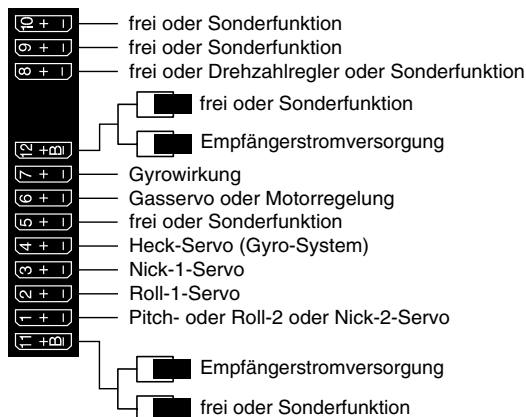 10 + – frei oder Sonderfunktion
9 + – frei oder Sonderfunktion
8 + – frei oder Drehzahlregler oder Sonderfunktion
frei oder Sonderfunktion
Empfängerstromversorgung
12 +B–
7 + – Gyrowirkung
6 + – Gasservo oder Motorregelung
5 + – frei oder Sonderfunktion
4 + – Heck-Servo (Gyro-System)
3 + – Nick-1-Servo
2 + – Roll-1-Servo
1 + – Pitch- oder Roll-2 oder Nick-2-Servo
11 +B–
Empfängerstromversorgung
frei oder Sonderfunktion